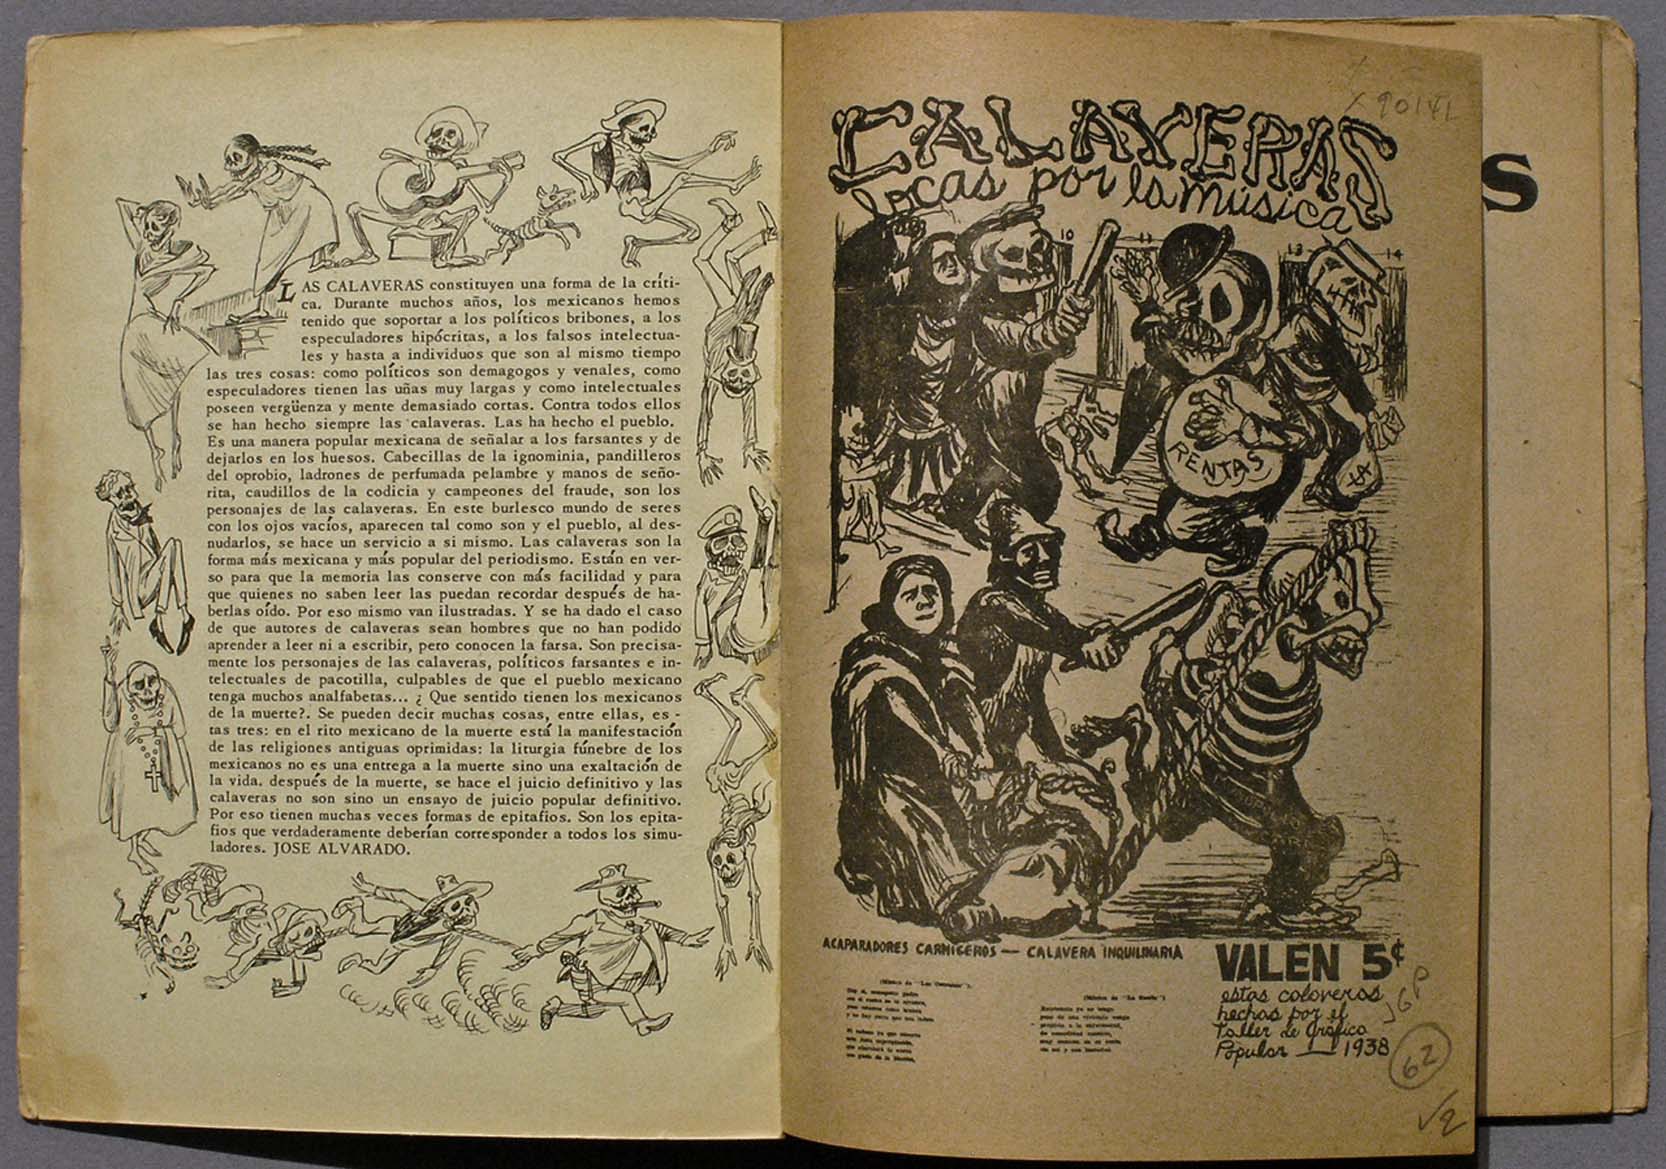 LAS CALAVERAS constituyen una forma de la críti-
ca. Durante muchos años, los mexicanos hemos
tenido que soportar a los políticos bribones, a los
especuladores hipócritas, a los falsos intelectua-
les y hasta a individuos que son al mismo tiempo
las tres cosas: como políticos son demagogos y venales, como
especuladores tienen las uñas muy largas y como intelectuales
poseen vergüenza y mente demasiado cortas. Contra todos ellos
se han hecho siempre las calaveras. Las ha hecho el pueblo.
Es una manera popular mexicana de señalar a los farsantes y de
dejarlos en los huesos. Cabecillas de la ignominia, pandilleros
del oprobio, ladrones de perfumada pelambre y manos de seño-
rita, caudillos de la codicia y campeones del fraude, son los
personajes de las calaveras. En este burlesco mundo de seres
con los ojos vacíos, aparecen tal como son y el pueblo, al des-
nudarlos, se hace un servicio a si mismo. Las calaveras son la
forma más mexicana y más popular del periodismo. Están en ver-
so para que la memoria las conserve con más facilidad y para
que quienes no saben leer las puedan recordar después de ha-
berlas oído. Por eso mismo van ilustradas. Y se ha dado el caso
de que autores de calaveras sean hombres que no han podido
aprender a leer ni a escribir, pero conocen la farsa. Son precisa-
mente los personajes de las calaveras, políticos farsantes e in-
telectuales de pacotilla, culpables de que el pueblo mexicano
tenga muchos analfabetas... ¿ Que sentido tienen los mexicanos
de la muerte?. Se pueden decir muchas cosas, entre ellas, es -
tas tres: en el rito mexicano de la muerte está la manifestación
de las religiones antiguas oprimidas: la liturgia fúnebre de los
mexicanos no es una entrega a la muerte sino una exaltación de
la vida. después de la muerte, se hace el juicio definitivo y las
calaveras no son sino un ensayo de juicio popular definitivo.
Por eso tienen muchas veces formas de epitafios. Son los epita-
fios que verdaderamente deberían corresponder a todos los simu-
ladores. JOSE ALVARADO.
90141
CALAVERAS
locas por la música
S
10 11 13 14
RENTAS
ACAPARADORES CARNICEROS — CALAVERA INQUILINARIA
VALEN 5¢
estas calaveras
hechas por el
Taller de Gráfica
Popular — 1938
TGP
62
√2